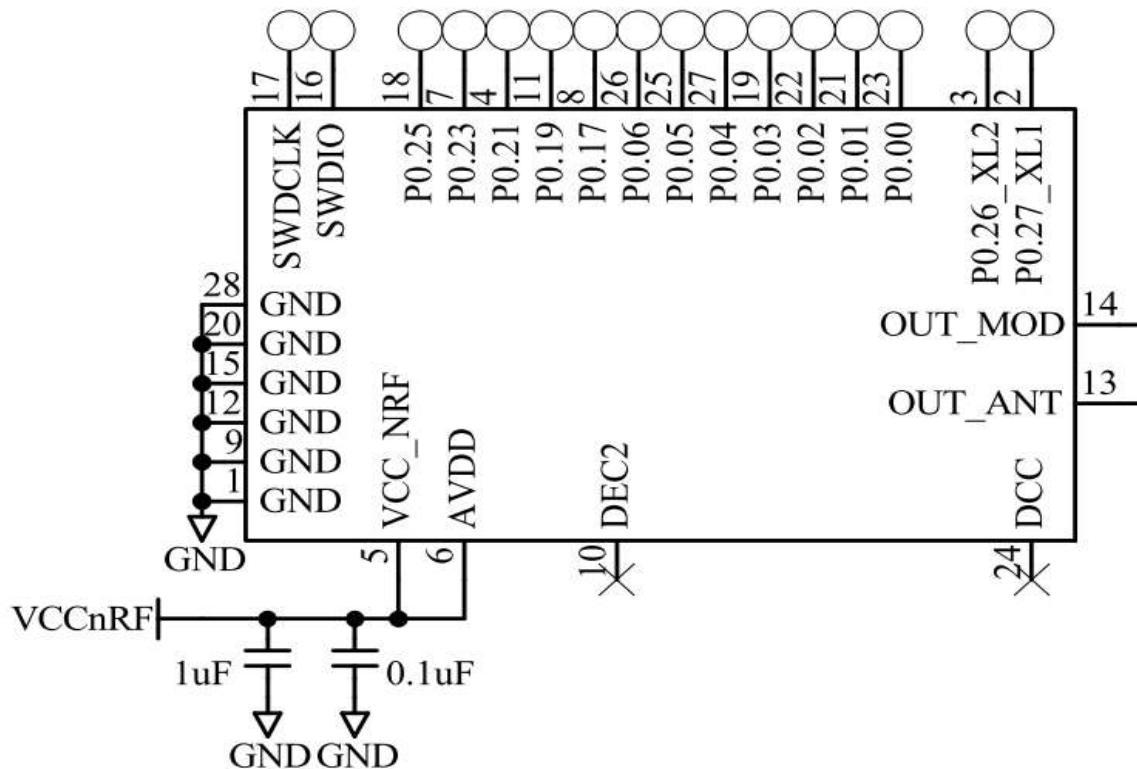 17 16 18 7 4 11 8 26 25 27 19 22 21 23 3 2
SWDCLK
SWDIO
P0.25
P0.23
P0.21
P0.19
P0.17
P0.06
P0.05
P0.04
P0.03
P0.02
P0.01
P0.00
P0.26_XL2
P0.27_XL1
28 GND
20 GND
15 GND
12 GND
9 GND
1 GND
GND
OUT_MOD 14
OUT_ANT 13
VCC_NRF
AVDD
DEC2
DCC
5 6 10 24
VCCnRF
1uF 0.1uF
GND GND